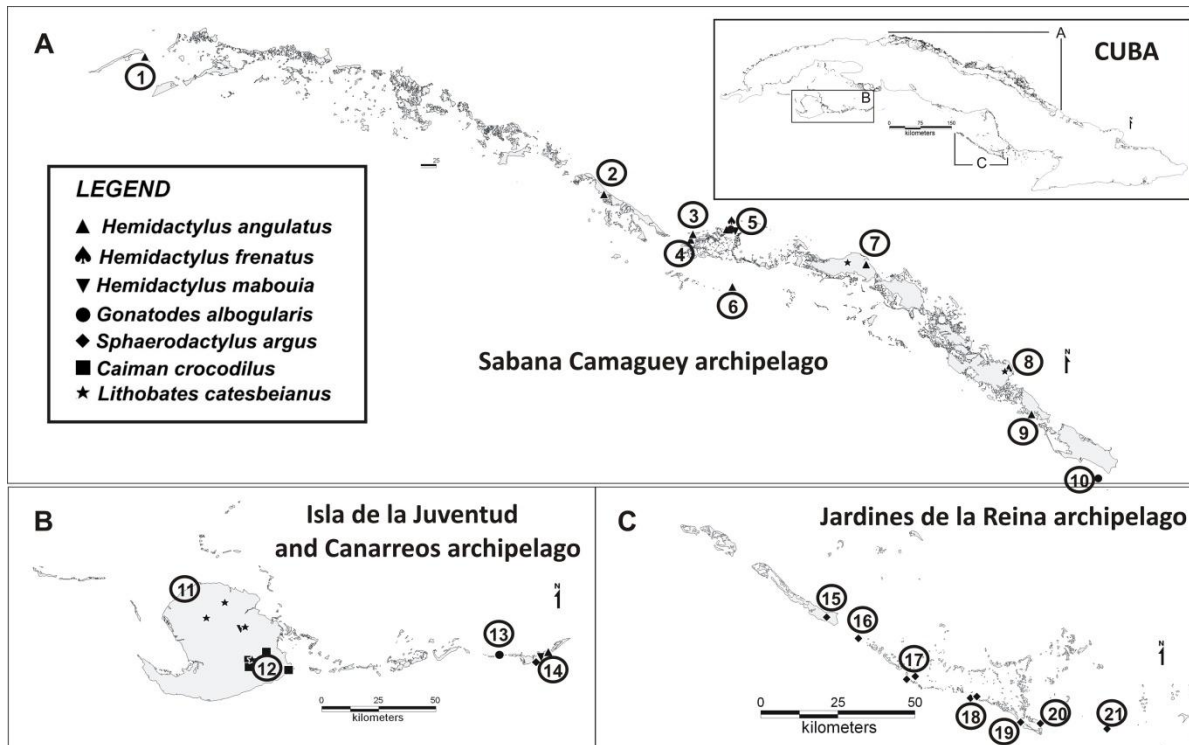 A
CUBA
A
B
C
0 75 150
kilometers
1
2
25
3
5
4
7
6
LEGEND
Hemidactylus angulatus
Hemidactylus frenatus
Hemidactylus mabouia
Gonatodes albogularis
Sphaerodactylus argus
Caiman crocodilus
Lithobates catesbeianus
Sabana Camaguey archipelago
N
8
9
10
B
Isla de la Juventud
and Canarreos archipelago
N
11
12
13
14
0 25 50
kilometers
C
Jardines de la Reina archipelago
15
16
17
N
0 25 50
kilometers
18
19
20
21